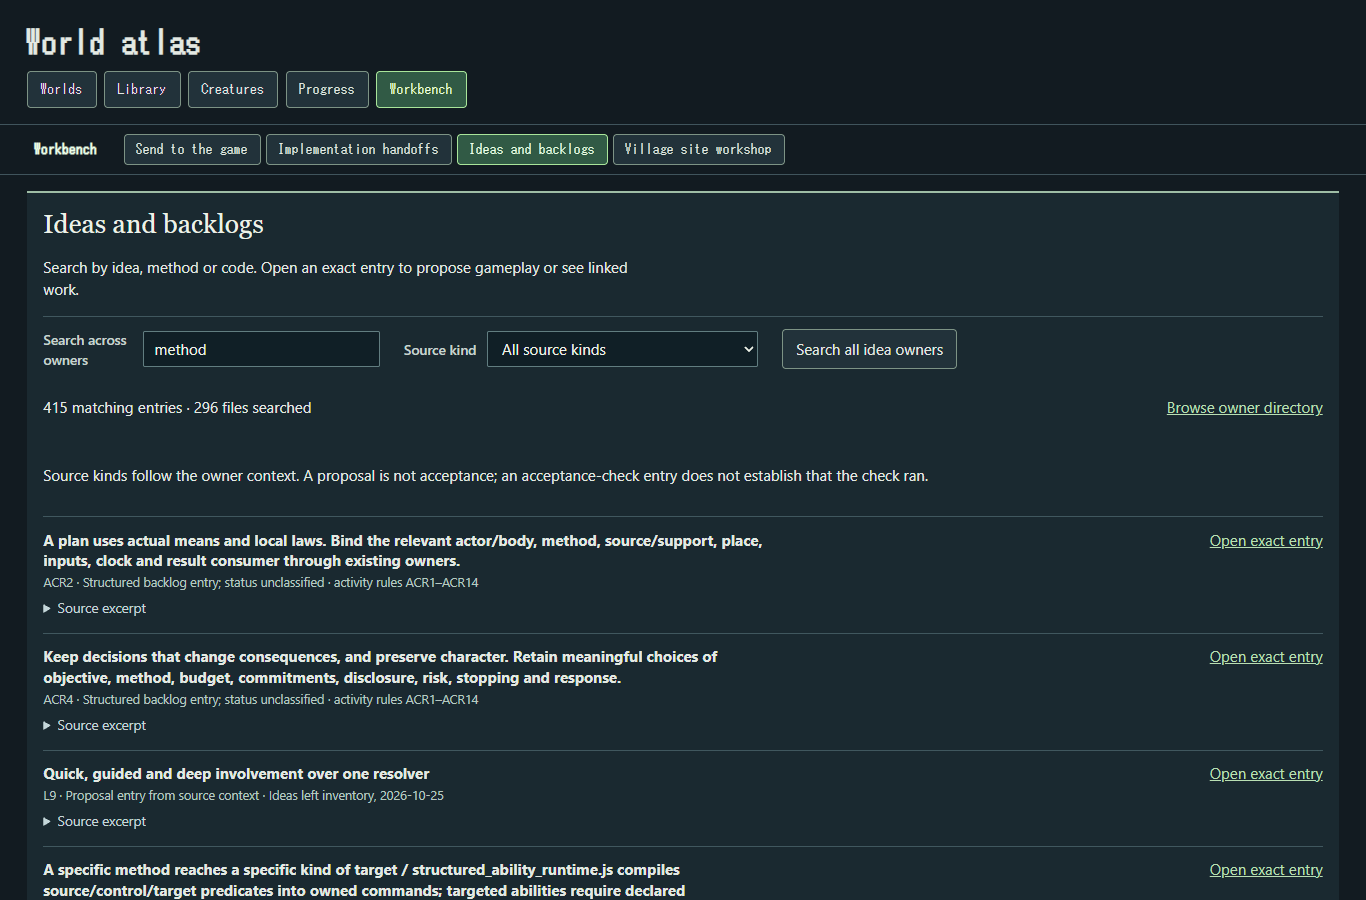 World atlas
Worlds
Library
Creatures
Progress
Workbench
Workbench
Send to the game
Implementation handoffs
Ideas and backlogs
Village site workshop
Ideas and backlogs
Search by idea, method or code. Open an exact entry to propose gameplay or see linked
work.
Search across
owners
method
Source kind
All source kinds
Search all idea owners
415 matching entries · 296 files searched
Browse owner directory
Source kinds follow the owner context. A proposal is not acceptance; an acceptance-check entry does not establish that the check ran.
A plan uses actual means and local laws. Bind the relevant actor/body, method, source/support, place,
inputs, clock and result consumer through existing owners.
Open exact entry
ACR2 · Structured backlog entry; status unclassified · activity rules ACR1–ACR14
Source excerpt
Keep decisions that change consequences, and preserve character. Retain meaningful choices of
objective, method, budget, commitments, disclosure, risk, stopping and response.
Open exact entry
ACR4 · Structured backlog entry; status unclassified · activity rules ACR1–ACR14
Source excerpt
Quick, guided and deep involvement over one resolver
Open exact entry
L9 · Proposal entry from source context · Ideas left inventory, 2026-10-25
Source excerpt
A specific method reaches a specific kind of target / structured_ability_runtime.js compiles
source/control/target predicates into owned commands; targeted abilities require declared
Open exact entry